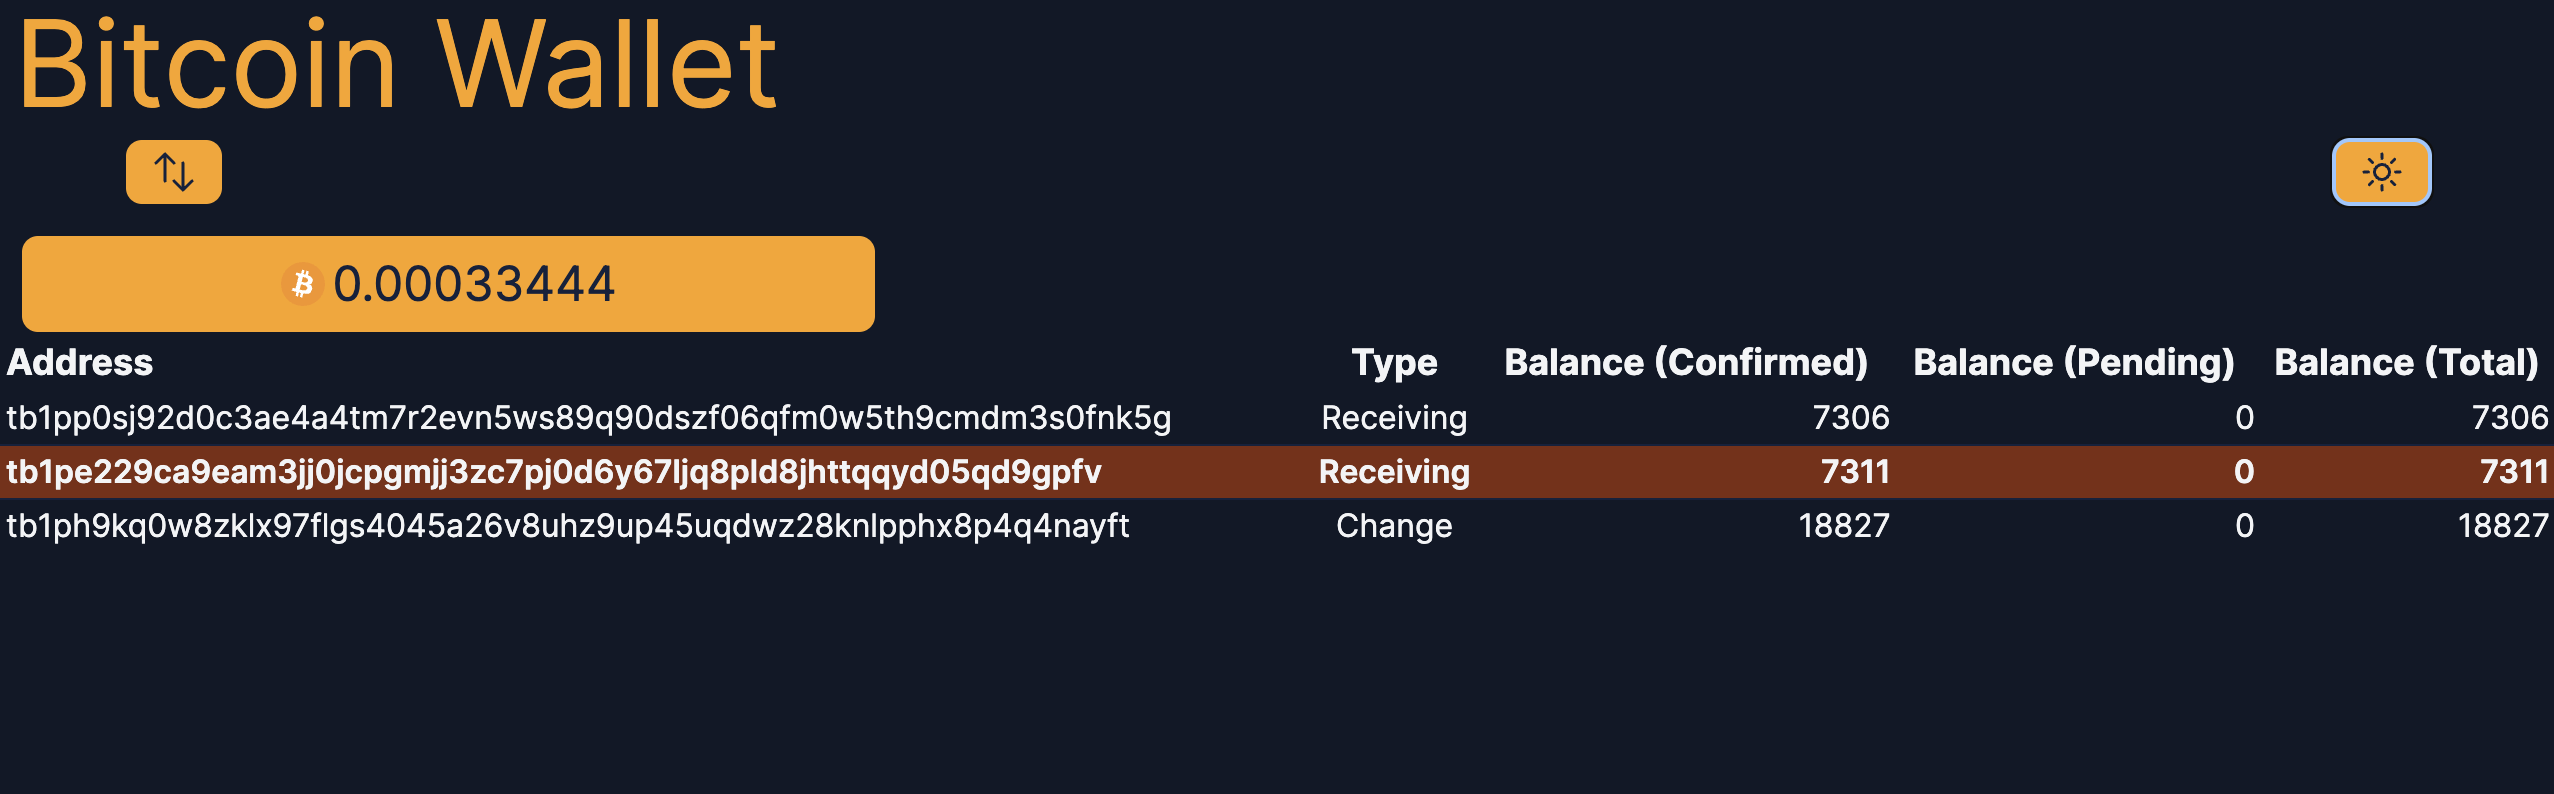 Bitcoin Wallet
0.00033444
Address Type Balance (Confirmed) Balance (Pending) Balance (Total)
tb1pp0sj92d0c3ae4a4tm7r2evn5ws89q90dszf06qfm0w5th9cmdm3s0fnk5g Receiving 7306 0 7306
tb1pe229ca9eam3jj0jcpgmjj3zc7pj0d6y67ljq8pld8jhttqqyd05qd9gpfv Receiving 7311 0 7311
tb1ph9kq0w8zklx97flgs4045a26v8uhz9up45uqdwz28knlpphx8p4q4nayft Change 18827 0 18827